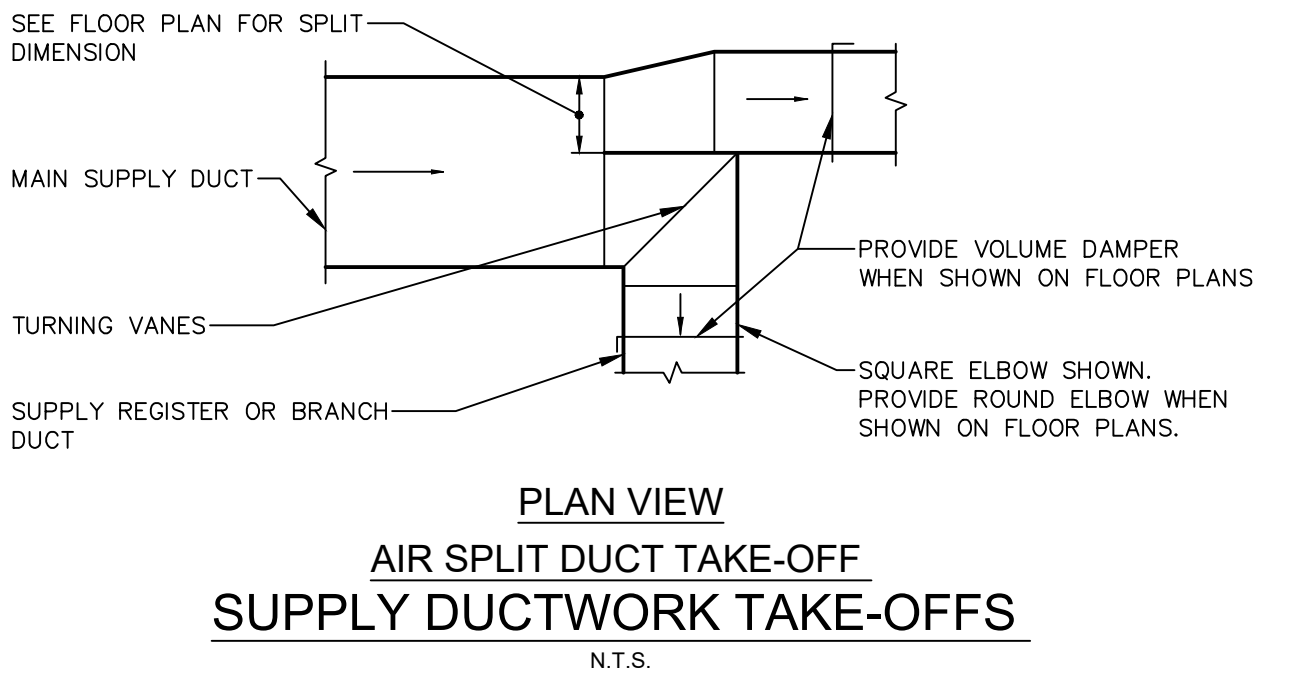 SEE FLOOR PLAN FOR SPLIT
DIMENSION
MAIN SUPPLY DUCT
TURNING VANES
SUPPLY REGISTER OR BRANCH
DUCT
PROVIDE VOLUME DAMPER
WHEN SHOWN ON FLOOR PLANS
SQUARE ELBOW SHOWN.
PROVIDE ROUND ELBOW WHEN
SHOWN ON FLOOR PLANS.
PLAN VIEW
AIR SPLIT DUCT TAKE-OFF
SUPPLY DUCTWORK TAKE-OFFS
N.T.S.